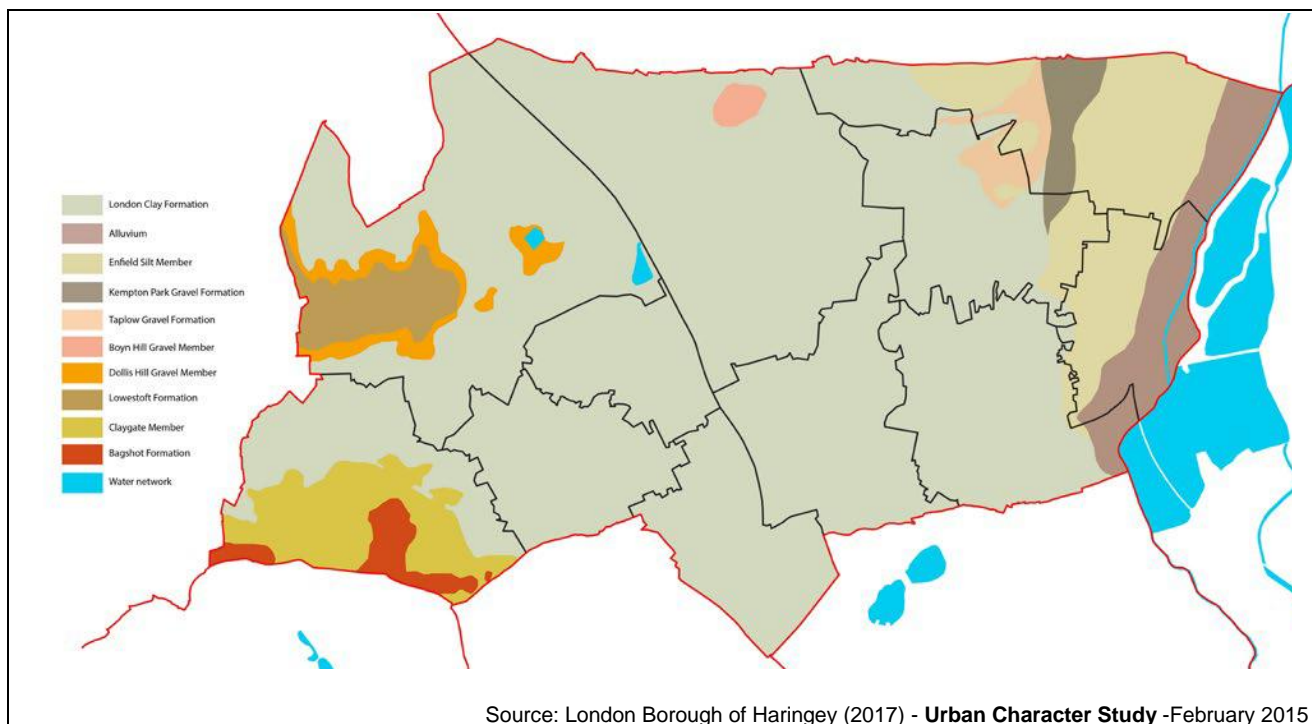 London Clay Formation
Alluvium
Enfield Silt Member
Kempton Park Gravel Formation
Taplow Gravel Formation
Boyn Hill Gravel Member
Dollis Hill Gravel Member
Lowestoft Formation
Claygate Member
Bagshot Formation
Water network
Source: London Borough of Haringey (2017) - Urban Character Study -February 2015